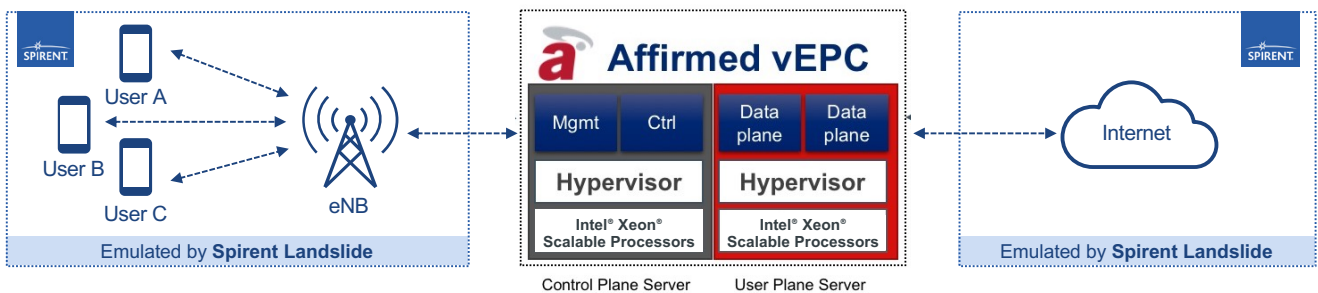 SPIRENT
User A
User B
User C
eNB
Emulated by Spirent Landslide
a Affirmed vEPC
Mgmt
Ctrl
Data
plane
Data
plane
Hypervisor
Hypervisor
Intel® Xeon®
Scalable Processors
Intel® Xeon®
Scalable Processors
Control Plane Server
User Plane Server
SPIRENT
Internet
Emulated by Spirent Landslide